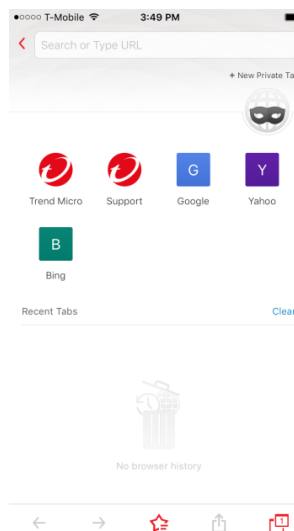 T-Mobile 3:49 PM
Search or Type URL
+ New Private Ta
Trend Micro Support Google Yahoo
G Y
B
Bing
Recent Tabs Clear
No browser history
1